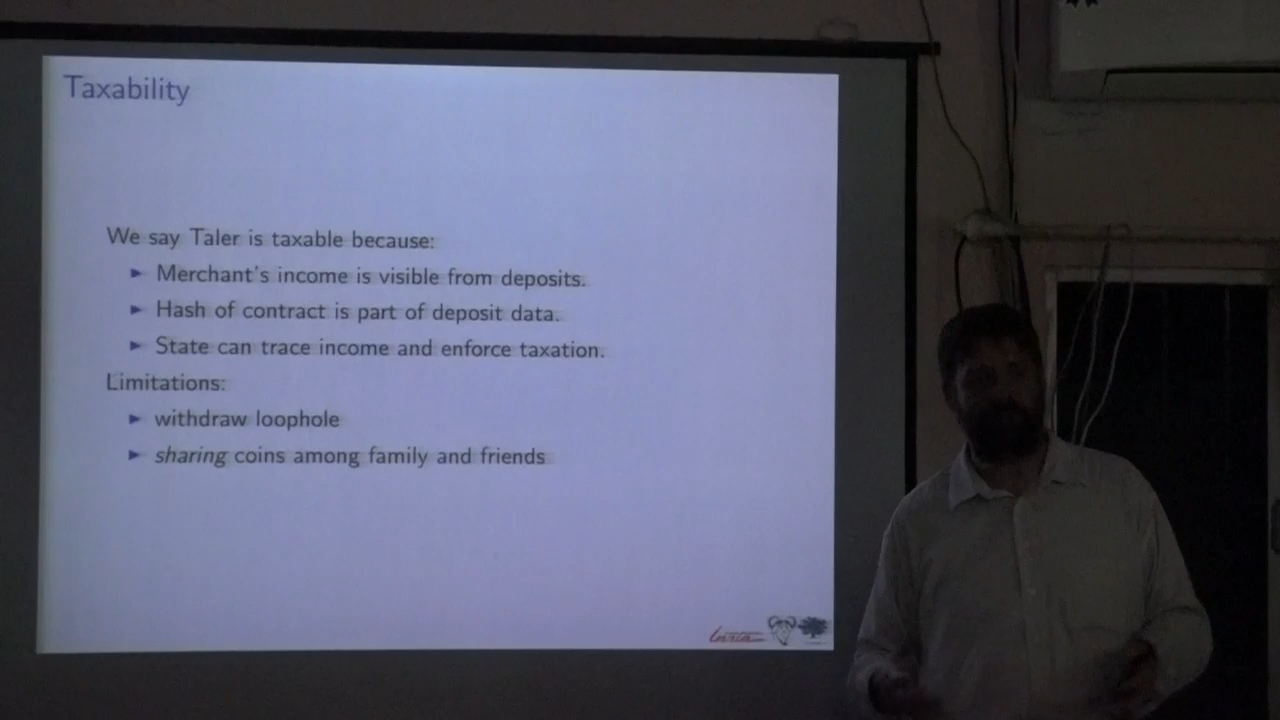 Taxability
We say Taler is taxable because:
Merchant's income is visible from deposits.
Hash of contract is part of deposit data.
State can trace income and enforce taxation.
Limitations:
withdraw loophole
sharing coins among family and friends
Inria